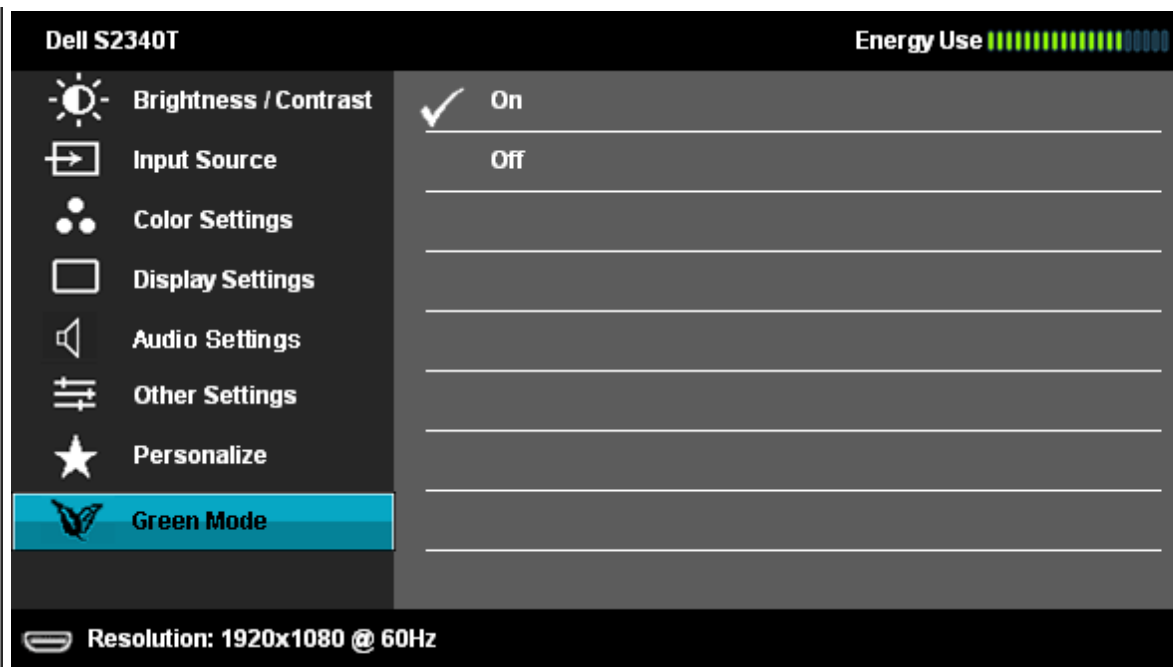 Dell S2340T Energy Use
Brightness / Contrast
On
Input Source
Off
Color Settings
Display Settings
Audio Settings
Other Settings
Personalize
Green Mode
Resolution: 1920x1080 @ 60Hz